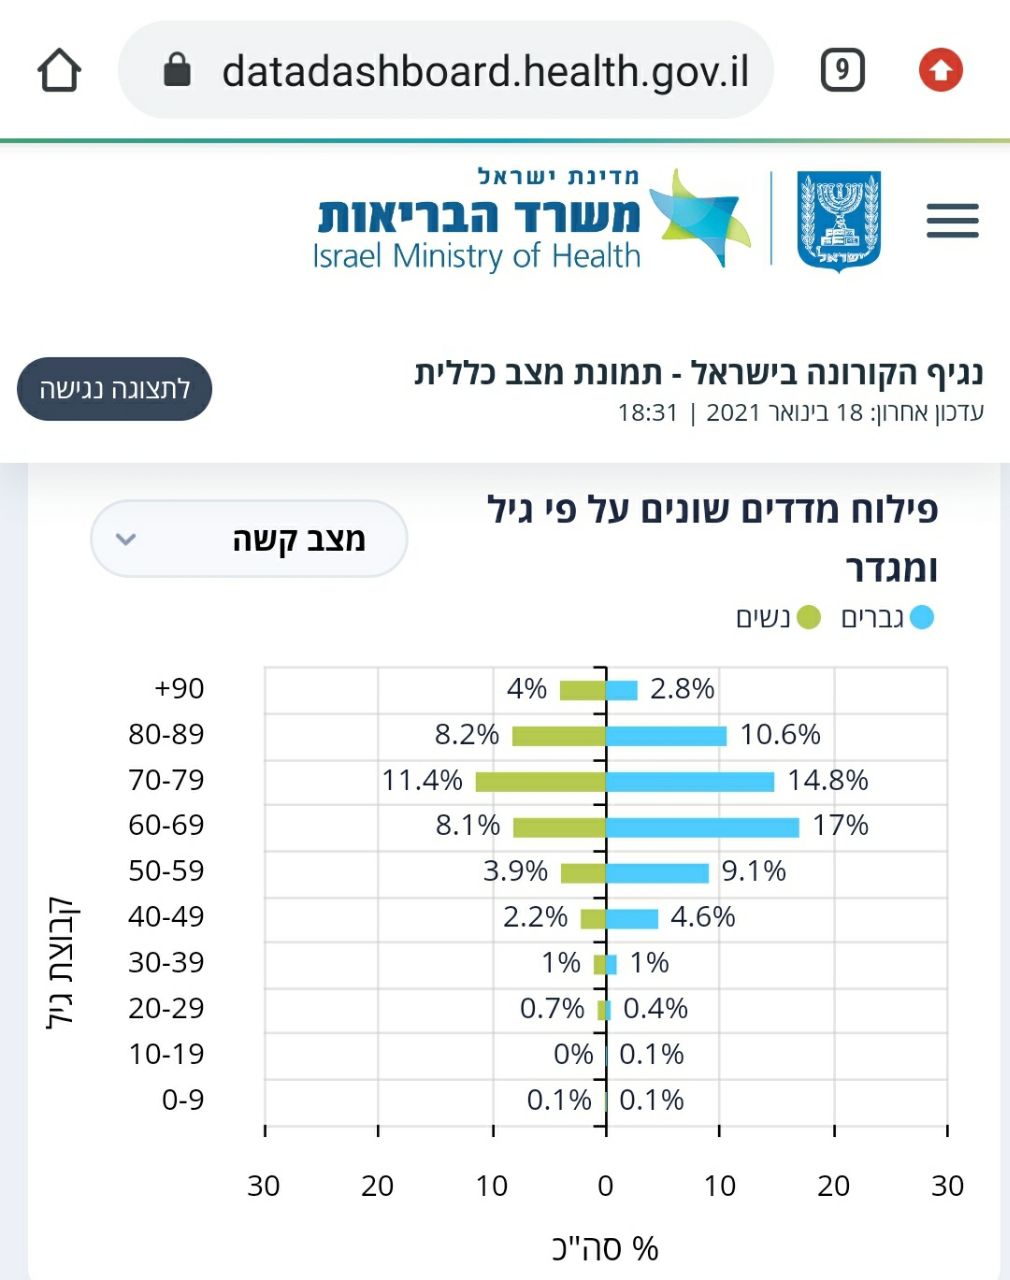 datadashboard.health.gov.il
9
מדינת ישראל
משרד הבריאות
Israel Ministry of Health
ישראל
נגיף הקורונה בישראל - תמונת מצב כללית
עדכון אחרון: 18 בינואר 2021 | 18:31
לתצוגה נגישה
פילוח מדדים שונים על פי גיל
ומגדר
מצב קשה
גברים נשים
+90 4% 2.8%
80-89 8.2% 10.6%
70-79 11.4% 14.8%
60-69 8.1% 17%
50-59 3.9% 9.1%
40-49 2.2% 4.6%
30-39 1% 1%
20-29 0.7% 0.4%
10-19 0% 0.1%
0-9 0.1% 0.1%
קבוצת גיל
30 20 10 0 10 20 30
% סה"כ